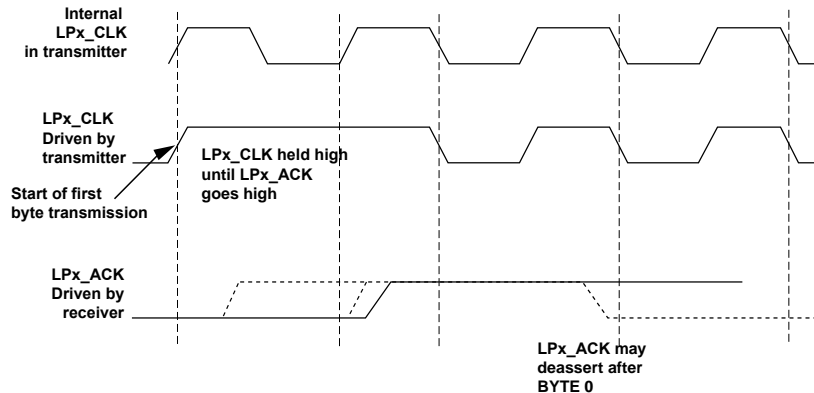 Internal
LPx_CLK
in transmitter
LPx_CLK
Driven by
transmitter
LPx_CLK held high
until LPx_ACK
goes high
Start of first
byte transmission
LPx_ACK
Driven by
receiver
LPx_ACK may
deassert after
BYTE 0